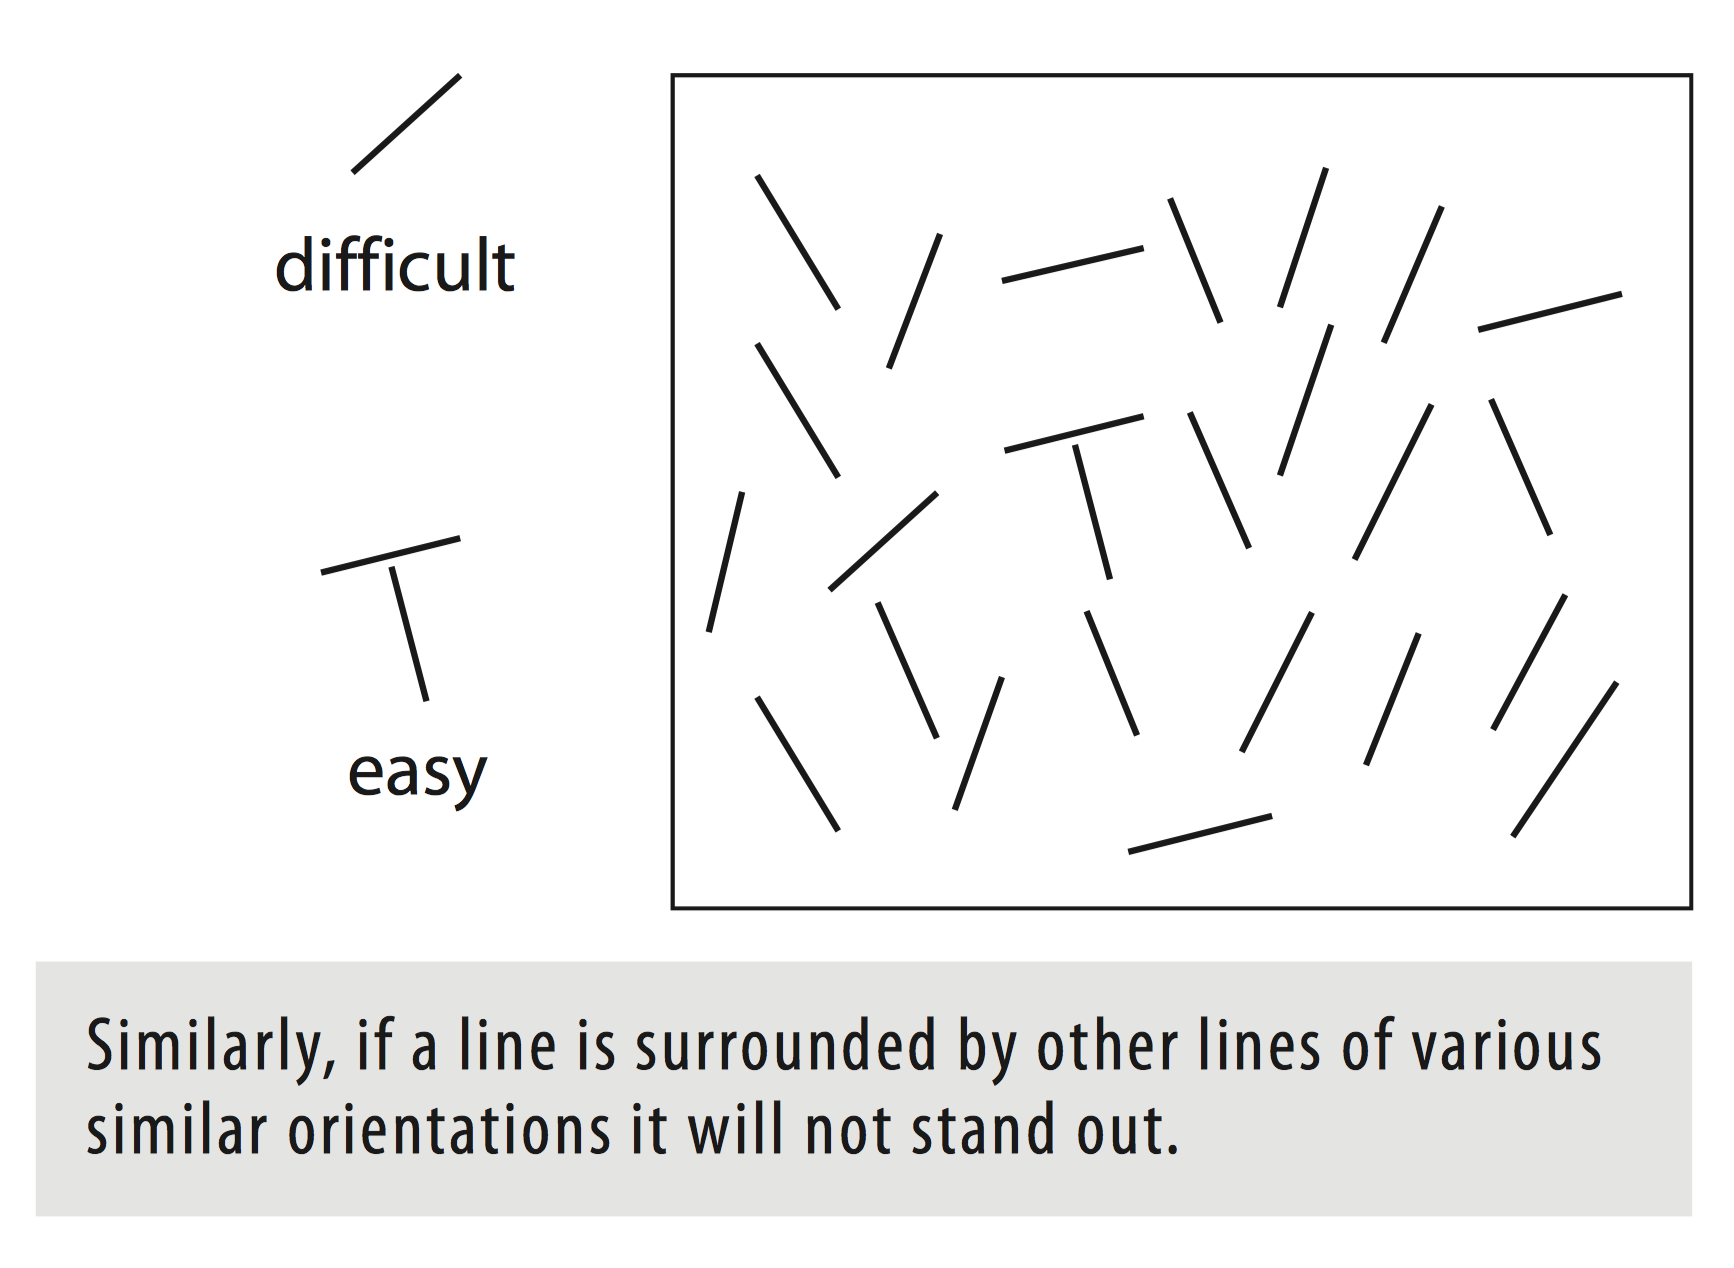 difficult
easy
Similarly, if a line is surrounded by other lines of various
similar orientations it will not stand out.